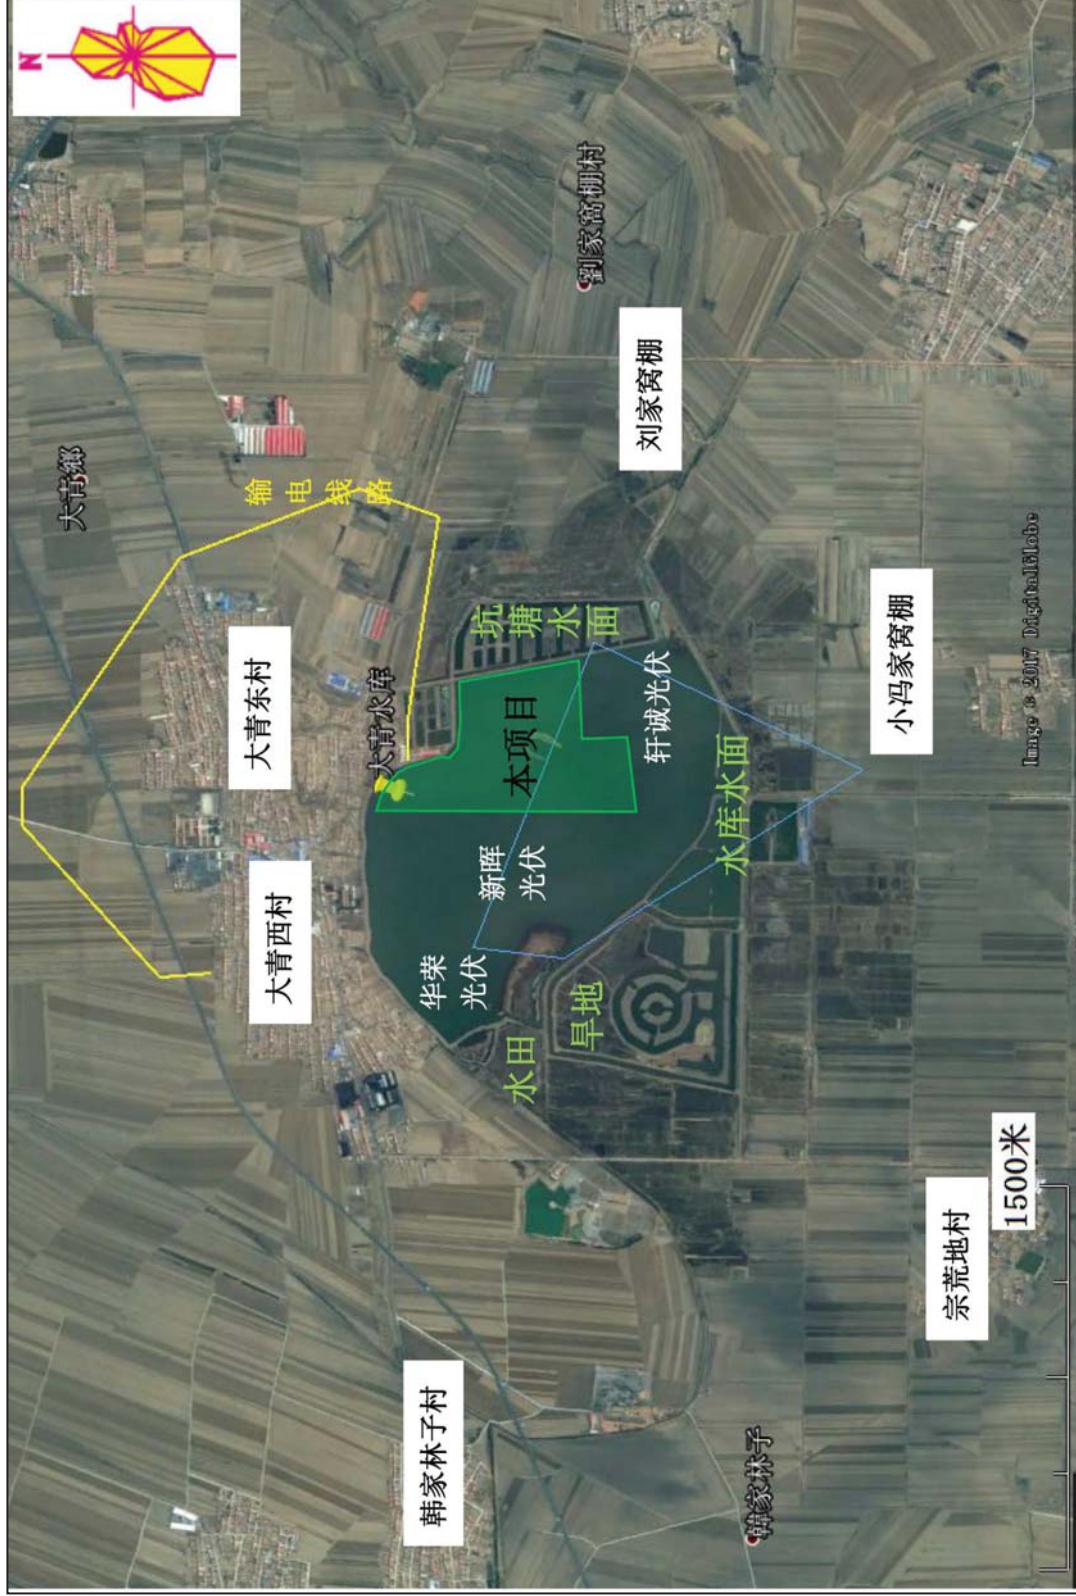 N
大青鄉
输电线路
劉家窩棚村
刘家窝棚
大青东村
大青水库
坑塘水面
本项目
轩诚光伏
小冯家窝棚
大青西村
新晖
光伏
水库水面
华荣
光伏
水田
旱地
韩家林子村
韓家林子
宗荒地村
1500米
Image © 2017 DigitalGlobe